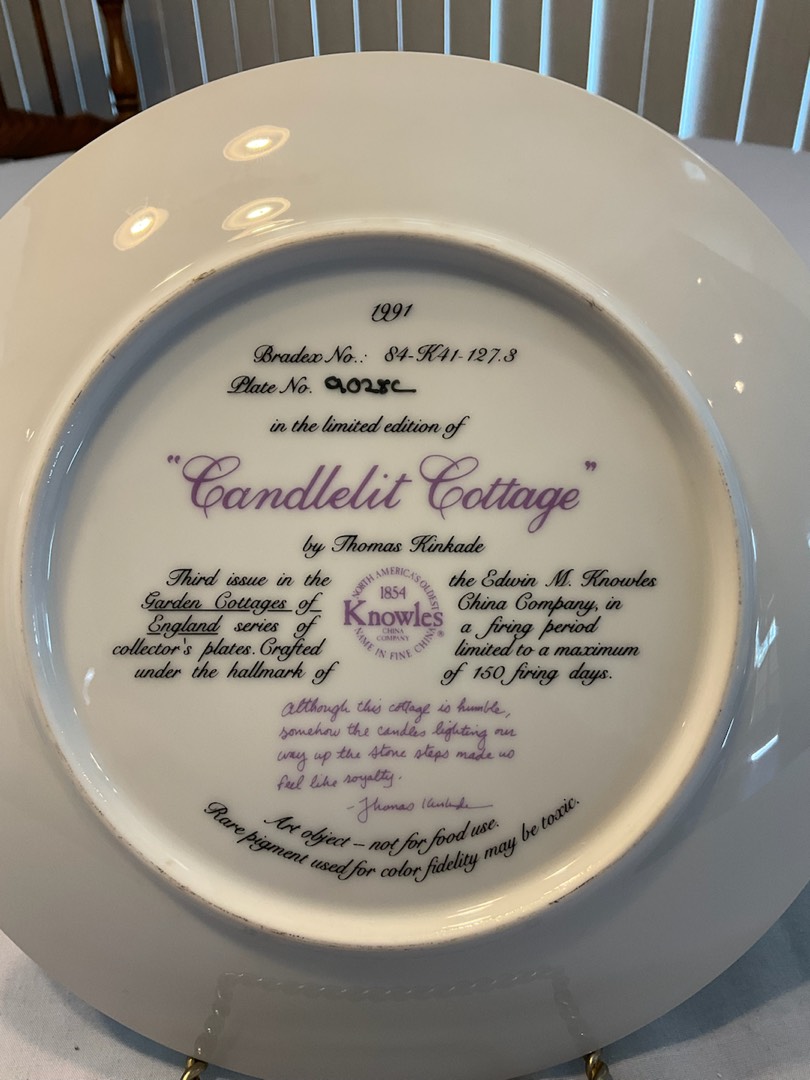 1991
Bradex No.: 84-K41-127.3
Plate No. 9028C
in the limited edition of
"Candlelit Cottage"
by Thomas Kinkade
Third issue in the
Garden Cottages of
England series of
collector's plates. Crafted
under the hallmark of
NORTH AMERICA'S OLDEST
1854
Knowles
CHINA
COMPANY
NAME IN FINE CHINA
®
the Edwin M. Knowles
China Company, in
a firing period
limited to a maximum
of 150 firing days.
Although this cottage is humble,
somehow the candles lighting our
way up the stone steps made us
feel like royalty.
- Thomas Kinkade
Art object – not for food use.
Rare pigment used for color fidelity may be toxic.